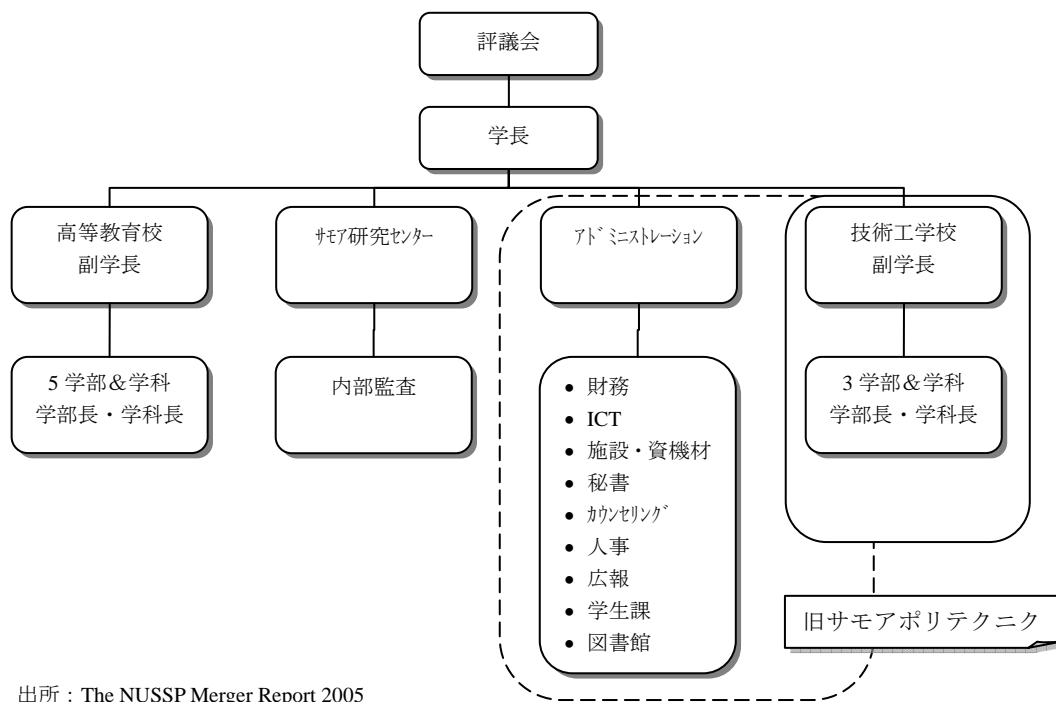 評議会
学長
高等教育校
副学長
ｻﾓｱ研究ｾﾝﾀｰ
ｱﾄﾞﾐﾆｽﾄﾚｰｼｮﾝ
技術工学校
副学長
5 学部＆学科
学部長・学科長
内部監査
• 財務
• ICT
• 施設・資機材
• 秘書
• ｶｳﾝｾﾘﾝｸﾞ
• 人事
• 広報
• 学生課
• 図書館
3 学部＆学科
学部長・学科長
旧サモアポリテクニク
出所：The NUSSP Merger Report 2005